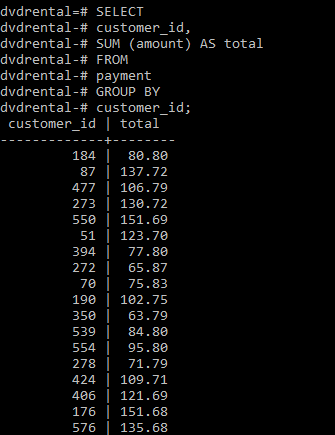 dvdrental=# SELECT
dvdrental-# customer_id,
dvdrental-# SUM (amount) AS total
dvdrental-# FROM
dvdrental-# payment
dvdrental-# GROUP BY
dvdrental-# customer_id;
 customer_id | total
-------------+--------
         184 |  80.80
          87 | 137.72
         477 | 106.79
         273 | 130.72
         550 | 151.69
          51 | 123.70
         394 |  77.80
         272 |  65.87
          70 |  75.83
         190 | 102.75
         350 |  63.79
         539 |  84.80
         554 |  95.80
         278 |  71.79
         424 | 109.71
         406 | 121.69
         176 | 151.68
         576 | 135.68